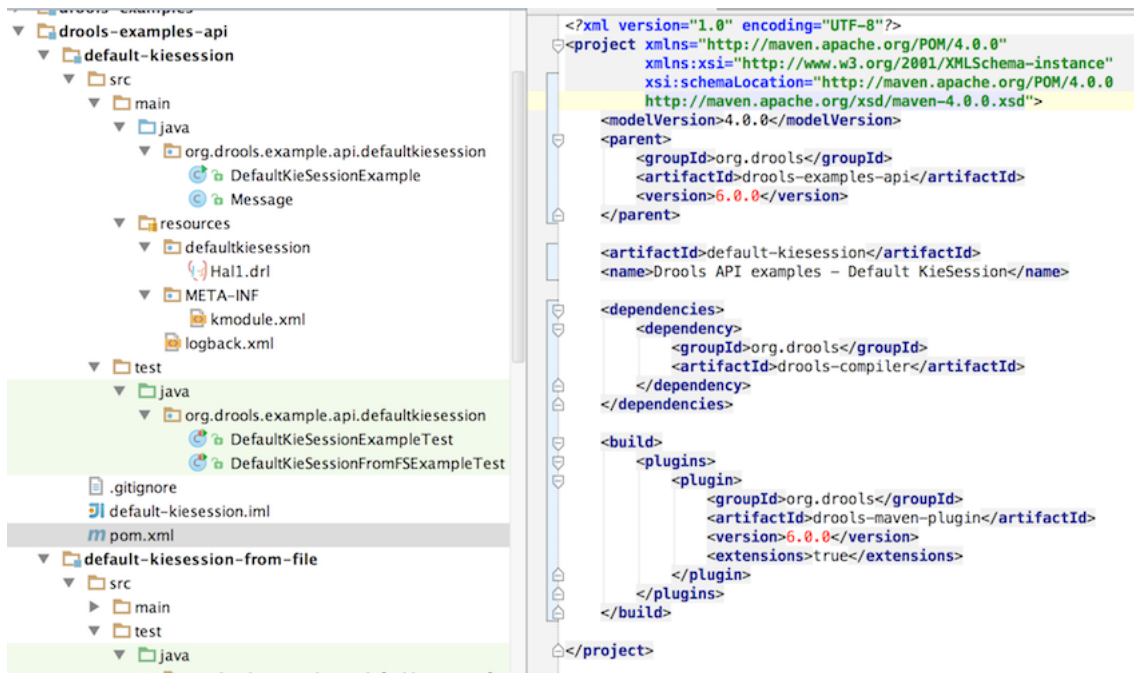 drools-examples
drools-examples-api
default-kiesession
src
main
java
org.drools.example.api.defaultkiesession
DefaultKieSessionExample
Message
resources
defaultkiesession
Hal1.drl
META-INF
kmodule.xml
logback.xml
test
java
org.drools.example.api.defaultkiesession
DefaultKieSessionExampleTest
DefaultKieSessionFromFSExampleTest
.gitignore
default-kiesession.iml
pom.xml
default-kiesession-from-file
src
main
test
java
<?xml version="1.0" encoding="UTF-8"?>
<project xmlns="http://maven.apache.org/POM/4.0.0"
xmlns:xsi="http://www.w3.org/2001/XMLSchema-instance"
xsi:schemaLocation="http://maven.apache.org/POM/4.0.0
http://maven.apache.org/xsd/maven-4.0.0.xsd">
<modelVersion>4.0.0</modelVersion>
<parent>
<groupId>org.drools</groupId>
<artifactId>drools-examples-api</artifactId>
<version>6.0.0</version>
</parent>
<artifactId>default-kiesession</artifactId>
<name>Drools API examples - Default KieSession</name>
<dependencies>
<dependency>
<groupId>org.drools</groupId>
<artifactId>drools-compiler</artifactId>
</dependency>
</dependencies>
<build>
<plugins>
<plugin>
<groupId>org.drools</groupId>
<artifactId>drools-maven-plugin</artifactId>
<version>6.0.0</version>
<extensions>true</extensions>
</plugin>
</plugins>
</build>
</project>